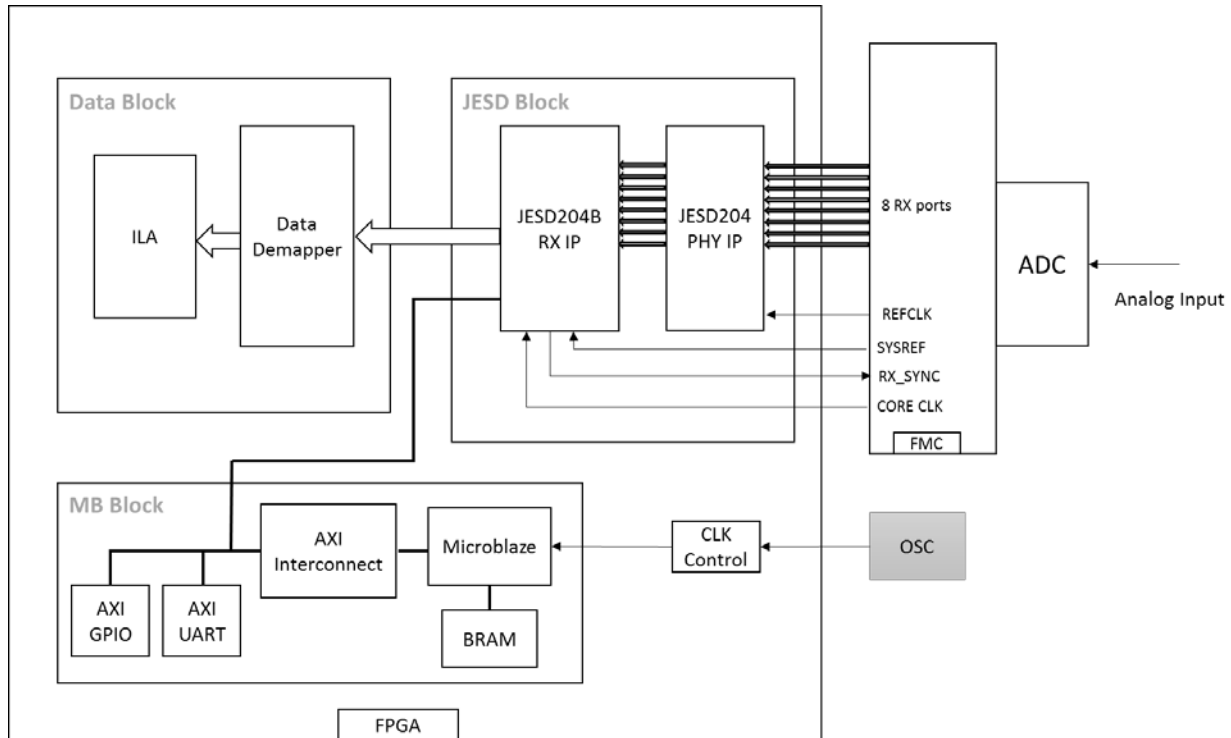 Data Block
ILA
Data
Demapper
JESD Block
JESD204B
RX IP
JESD204
PHY IP
8 RX ports
REFCLK
SYSREF
RX_SYNC
CORE CLK
FMC
ADC
Analog Input
MB Block
AXI
Interconnect
Microblaze
AXI
GPIO
AXI
UART
BRAM
CLK
Control
OSC
FPGA